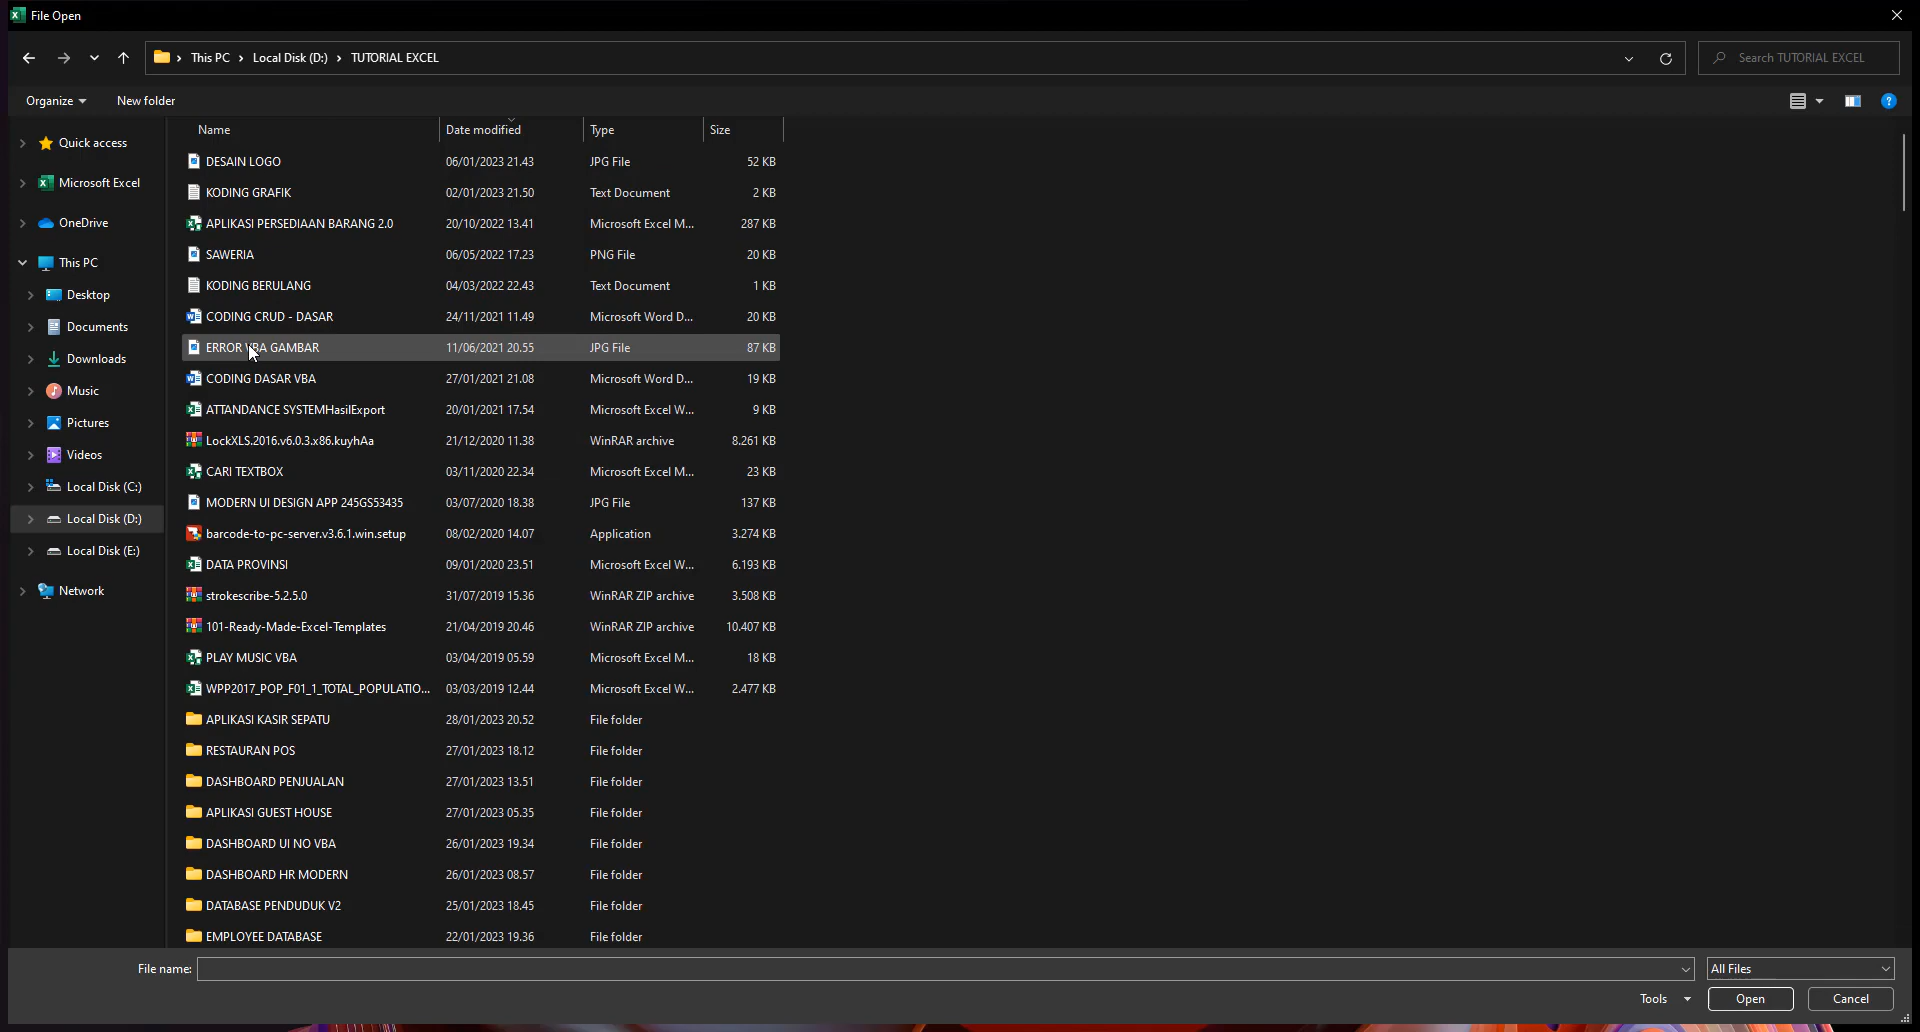 File Open
This PC > Local Disk (D:) > TUTORIAL EXCEL
Search TUTORIAL EXCEL
Organize
New folder
Name Date modified Type Size
Quick access
Microsoft Excel
OneDrive
This PC
Desktop
Documents
Downloads
Music
Pictures
Videos
Local Disk (C:)
Local Disk (D:)
Local Disk (E:)
Network
DESAIN LOGO 06/01/2023 21.43 JPG File 52 KB
KODING GRAFIK 02/01/2023 21.50 Text Document 2 KB
APLIKASI PERSEDIAAN BARANG 2.0 20/10/2022 13.41 Microsoft Excel M... 287 KB
SAWERIA 06/05/2022 17.23 PNG File 20 KB
KODING BERULANG 04/03/2022 22.43 Text Document 1 KB
CODING CRUD - DASAR 24/11/2021 11.49 Microsoft Word D... 20 KB
ERROR VBA GAMBAR 11/06/2021 20.55 JPG File 87 KB
CODING DASAR VBA 27/01/2021 21.08 Microsoft Word D... 19 KB
ATTANDANCE SYSTEMHasilExport 20/01/2021 17.54 Microsoft Excel W... 9 KB
LockXLS.2016.v6.0.3.x86.kuyhAa 21/12/2020 11.38 WinRAR archive 8.261 KB
CARI TEXTBOX 03/11/2020 22.34 Microsoft Excel M... 23 KB
MODERN UI DESIGN APP 245GS53435 03/07/2020 18.38 JPG File 137 KB
barcode-to-pc-server.v3.6.1.win.setup 08/02/2020 14.07 Application 3.274 KB
DATA PROVINSI 09/01/2020 23.51 Microsoft Excel W... 6.193 KB
strokescribe-5.2.5.0 31/07/2019 15.36 WinRAR ZIP archive 3.508 KB
101-Ready-Made-Excel-Templates 21/04/2019 20.46 WinRAR ZIP archive 10.407 KB
PLAY MUSIC VBA 03/04/2019 05.59 Microsoft Excel M... 18 KB
WPP2017_POP_F01_1_TOTAL_POPULATIO... 03/03/2019 12.44 Microsoft Excel W... 2.477 KB
APLIKASI KASIR SEPATU 28/01/2023 20.52 File folder
RESTAURAN POS 27/01/2023 18.12 File folder
DASHBOARD PENJUALAN 27/01/2023 13.51 File folder
APLIKASI GUEST HOUSE 27/01/2023 05.35 File folder
DASHBOARD UI NO VBA 26/01/2023 19.34 File folder
DASHBOARD HR MODERN 26/01/2023 08.57 File folder
DATABASE PENDUDUK V2 25/01/2023 18.45 File folder
EMPLOYEE DATABASE 22/01/2023 19.36 File folder
File name:
All Files
Tools
Open
Cancel